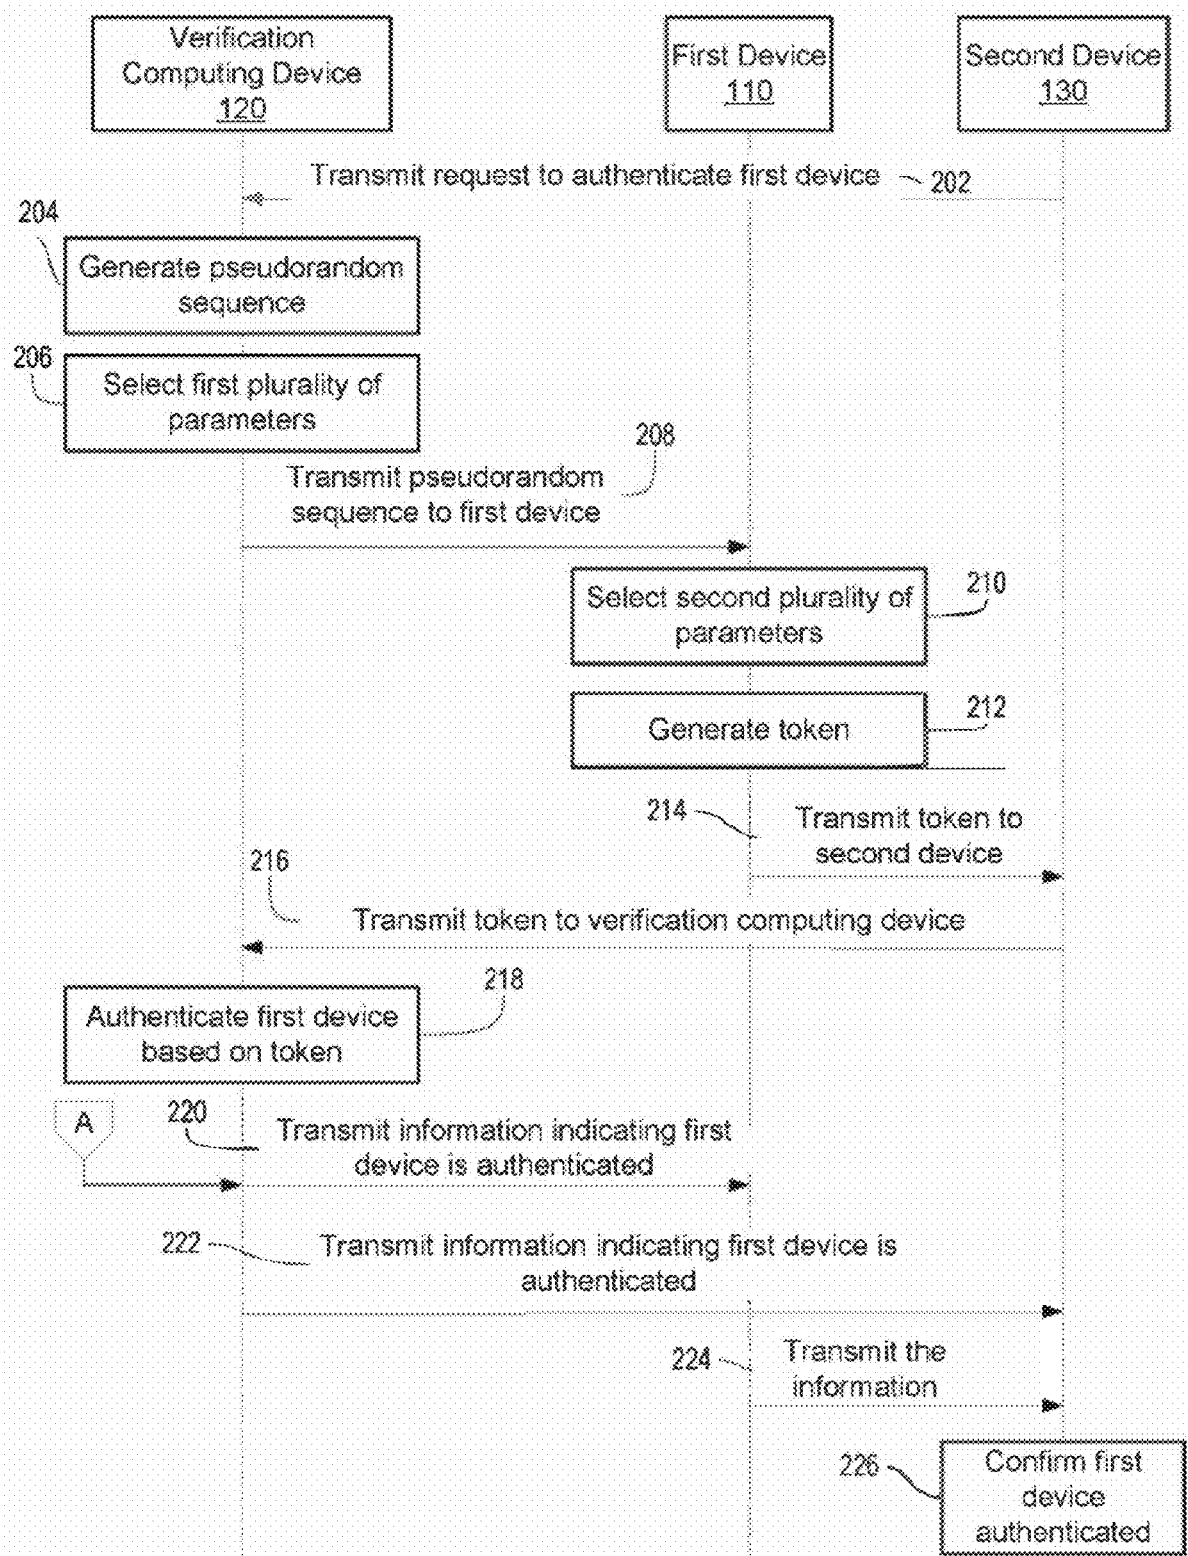 Verification
Computing Device
120
First Device
110
Second Device
130
Transmit request to authenticate first device
202
204
Generate pseudorandom
sequence
206
Select first plurality of
parameters
208
Transmit pseudorandom
sequence to first device
Select second plurality of
parameters
210
Generate token
212
214
Transmit token to
second device
216
Transmit token to verification computing device
Authenticate first device
based on token
218
A
220
Transmit information indicating first
device is authenticated
222
Transmit information indicating first device is
authenticated
224
Transmit the
information
226
Confirm first
device
authenticated